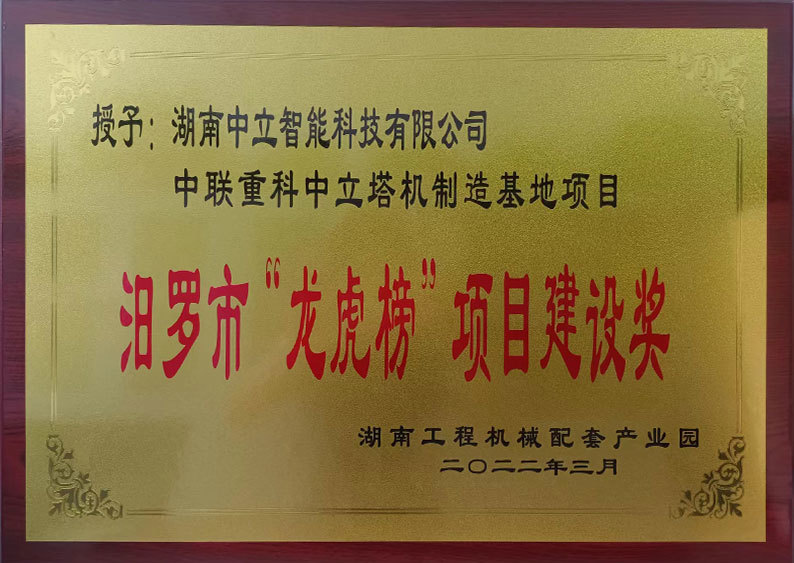 授予：湖南中立智能科技有限公司
中联重科中立塔机制造基地项目
汨罗市“龙虎榜”项目建设奖
湖南工程机械配套产业园
二〇二二年三月